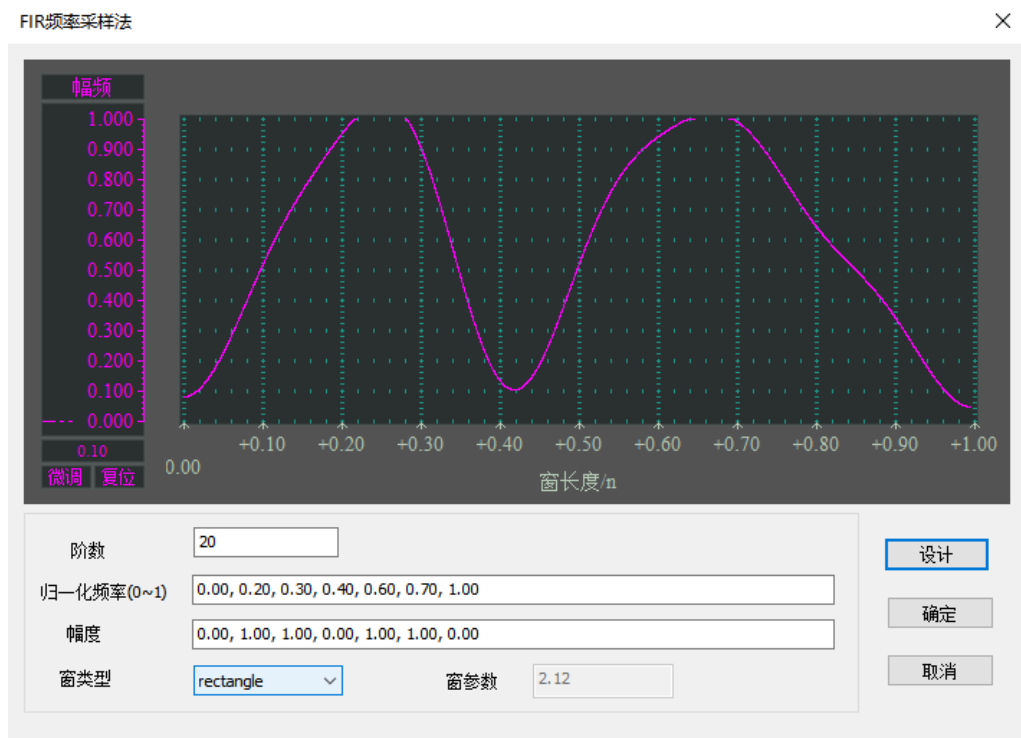 FIR频率采样法
幅频
1.000
0.900
0.800
0.700
0.600
0.500
0.400
0.300
0.200
0.100
0.000
0.10
微调 复位
0.00 +0.10 +0.20 +0.30 +0.40 +0.50 +0.60 +0.70 +0.80 +0.90 +1.00
窗长度/n
阶数 20
设计
归一化频率(0~1) 0.00, 0.20, 0.30, 0.40, 0.60, 0.70, 1.00
确定
幅度 0.00, 1.00, 1.00, 0.00, 1.00, 1.00, 0.00
窗类型 rectangle 窗参数 2.12
取消